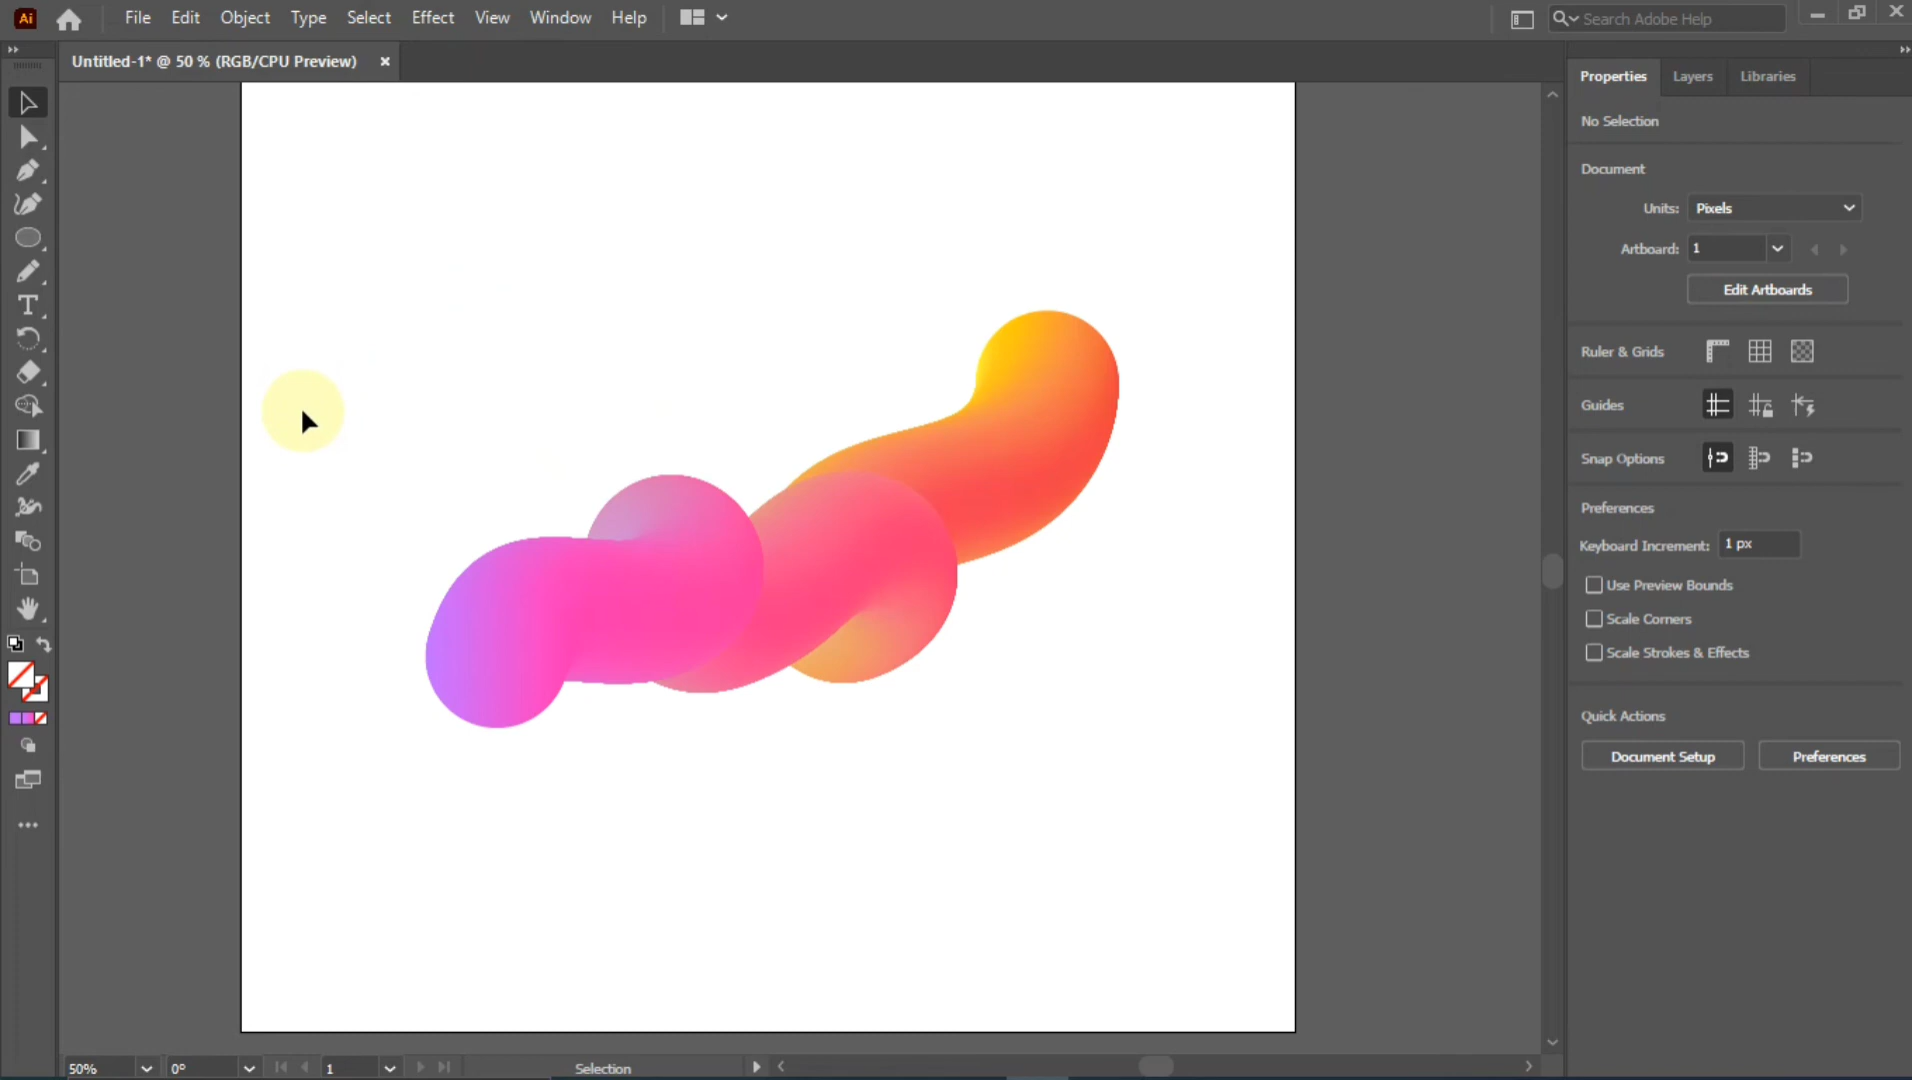 Ai File Edit Object Type Select Effect View Window Help Search Adobe Help
Untitled-1* @ 50 % (RGB/CPU Preview) ×
Properties Layers Libraries
No Selection
Document
Units: Pixels
Artboard: 1
Edit Artboards
Ruler & Grids
Guides
Snap Options
Preferences
Keyboard Increment: 1 px
Use Preview Bounds
Scale Corners
Scale Strokes & Effects
Quick Actions
Document Setup Preferences
50% 0° 1 Selection